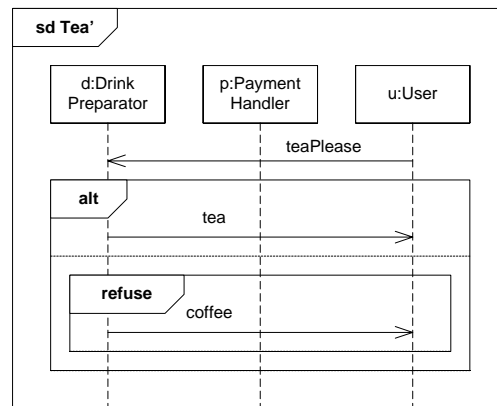 sd Tea’
d:Drink
Preparator
p:Payment
Handler
u:User
teaPlease
alt
tea
refuse
coffee